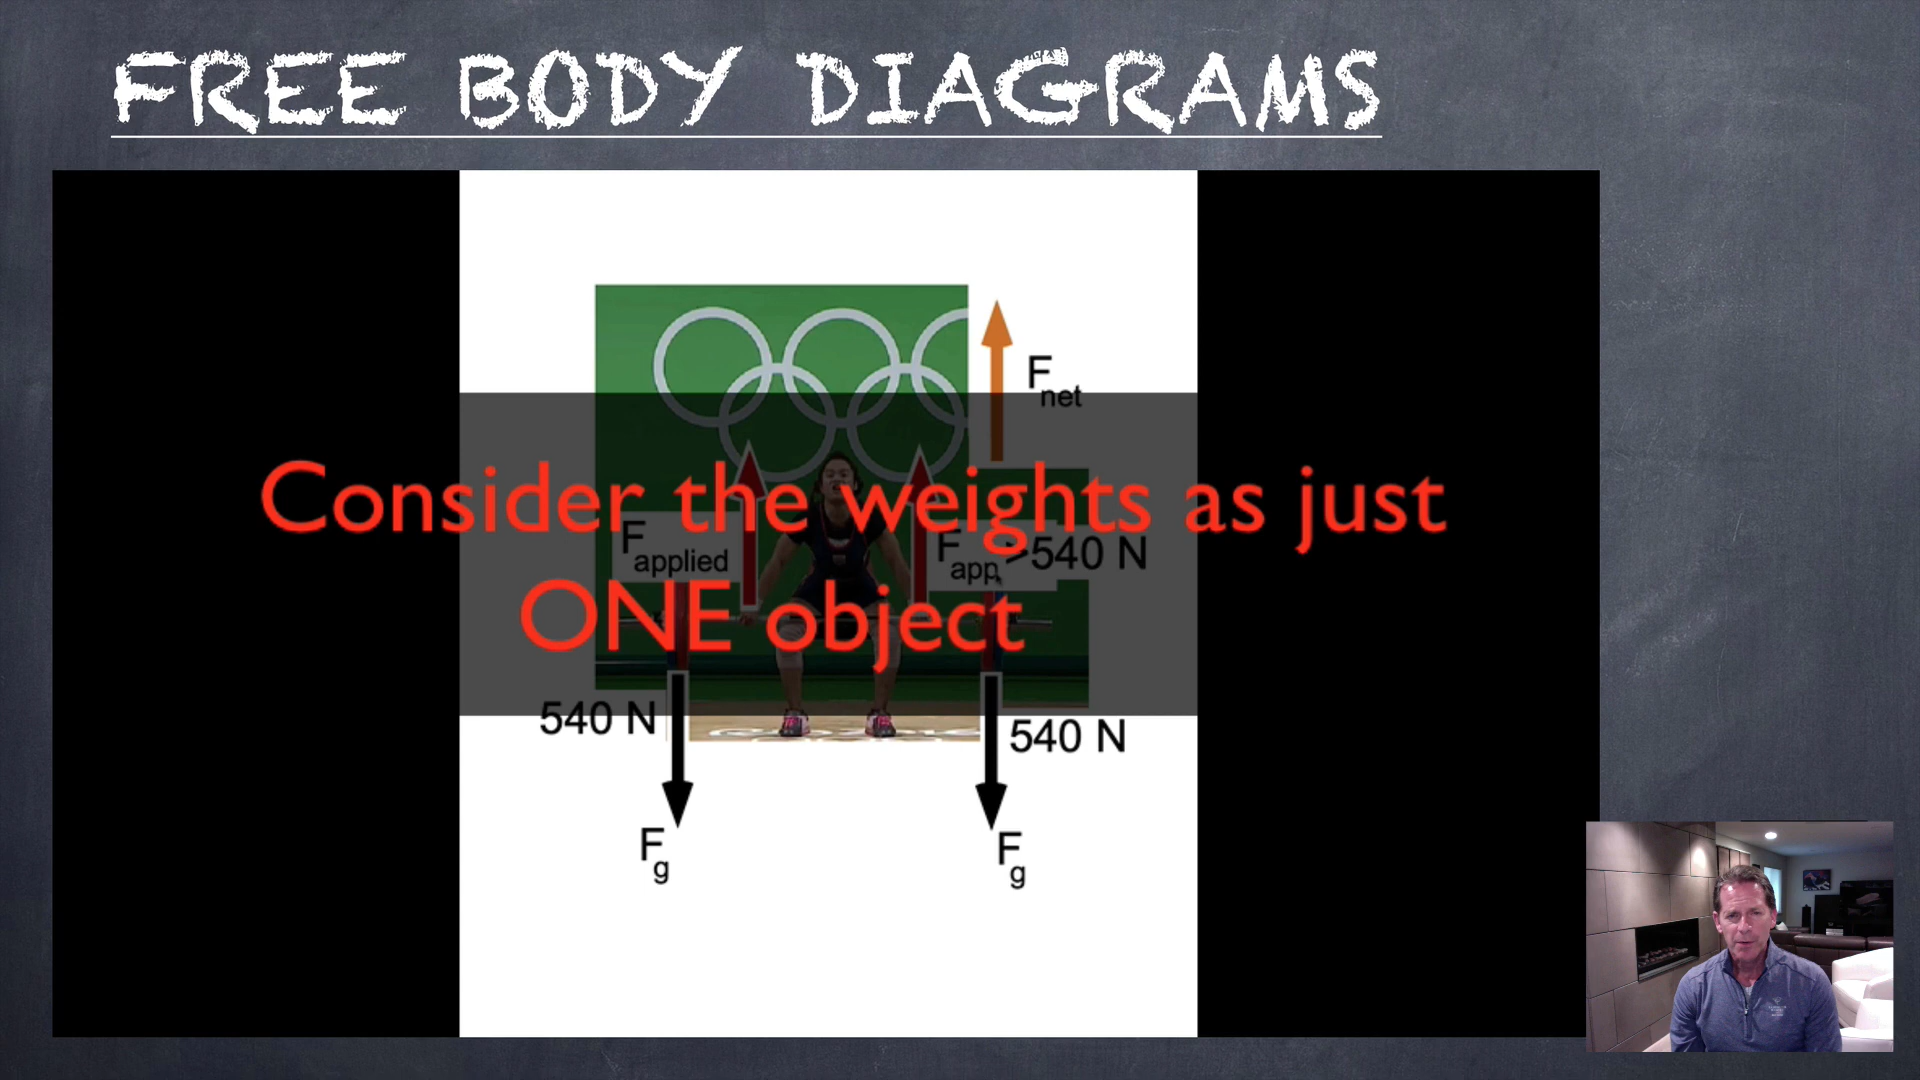 FREE BODY DIAGRAMS
F
net
Consider the weights as just
F
applied
F
app
>540 N
ONE object
540 N
540 N
F
g
F
g